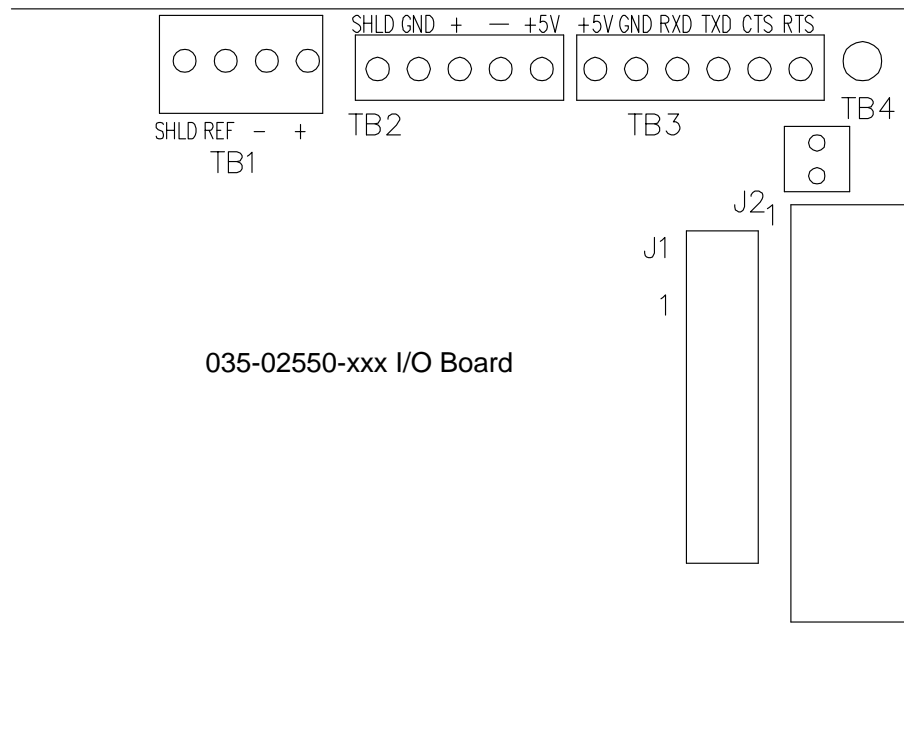 SHLD GND + — +5V +5V GND RXD TXD CTS RTS
SHLD REF - +
TB1
TB2
TB3
TB4
J2
1
J1
1
035-02550-xxx I/O Board